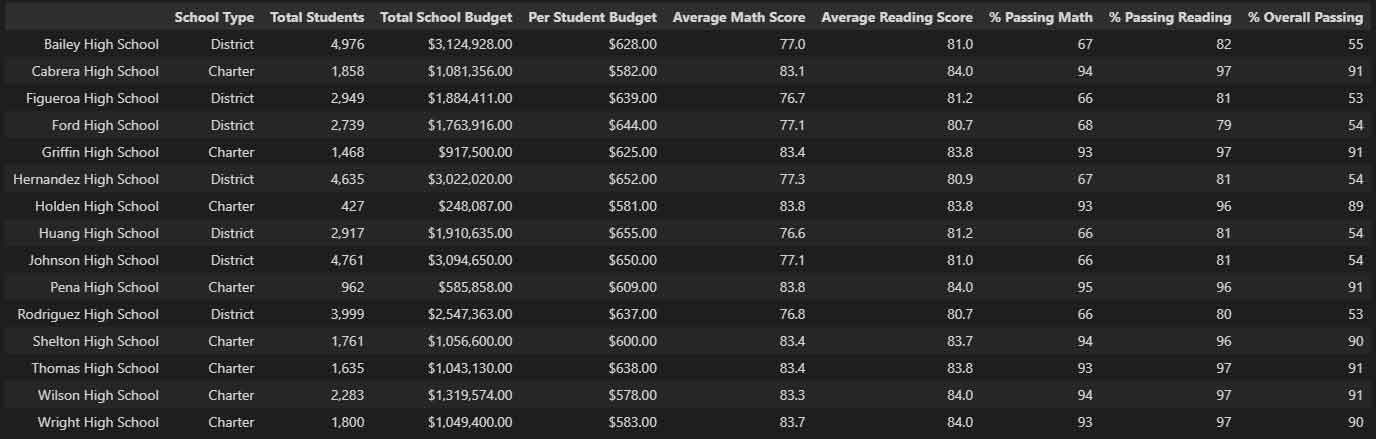 School Type Total Students Total School Budget Per Student Budget Average Math Score Average Reading Score % Passing Math % Passing Reading % Overall Passing
Bailey High School District 4,976 $3,124,928.00 $628.00 77.0 81.0 67 82 55
Cabrera High School Charter 1,858 $1,081,356.00 $582.00 83.1 84.0 94 97 91
Figueroa High School District 2,949 $1,884,411.00 $639.00 76.7 81.2 66 81 53
Ford High School District 2,739 $1,763,916.00 $644.00 77.1 80.7 68 79 54
Griffin High School Charter 1,468 $917,500.00 $625.00 83.4 83.8 93 97 91
Hernandez High School District 4,635 $3,022,020.00 $652.00 77.3 80.9 67 81 54
Holden High School Charter 427 $248,087.00 $581.00 83.8 83.8 93 96 89
Huang High School District 2,917 $1,910,635.00 $655.00 76.6 81.2 66 81 54
Johnson High School District 4,761 $3,094,650.00 $650.00 77.1 81.0 66 81 54
Pena High School Charter 962 $585,858.00 $609.00 83.8 84.0 95 96 91
Rodriguez High School District 3,999 $2,547,363.00 $637.00 76.8 80.7 66 80 53
Shelton High School Charter 1,761 $1,056,600.00 $600.00 83.4 83.7 94 96 90
Thomas High School Charter 1,635 $1,043,130.00 $638.00 83.4 83.8 93 97 91
Wilson High School Charter 2,283 $1,319,574.00 $578.00 83.3 84.0 94 97 91
Wright High School Charter 1,800 $1,049,400.00 $583.00 83.7 84.0 93 97 90